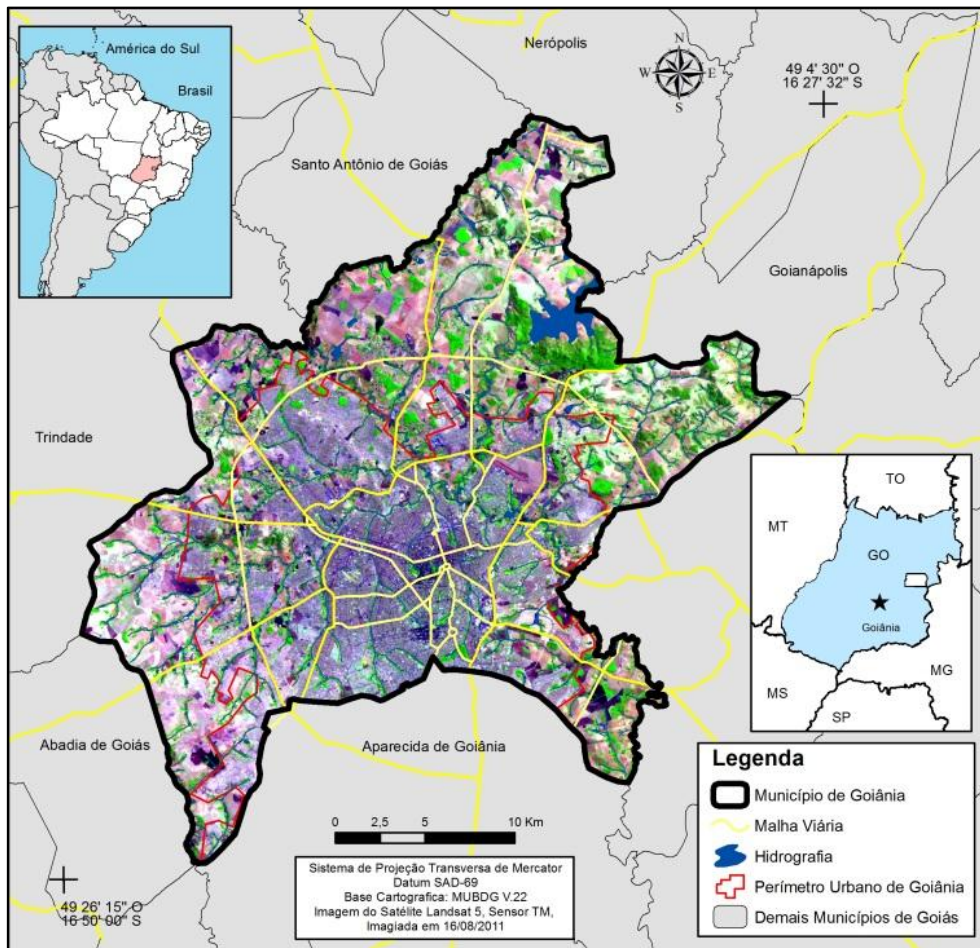 América do Sul
Brasil
Nerópolis
N
W
E
S
49 4' 30" O
16 27' 32" S
Santo Antônio de Goiás
Goianápolis
Trindade
TO
MT
GO
Goiânia
MG
MS
SP
Abadia de Goiás
Aparecida de Goiânia
Legenda
Município de Goiânia
Malha Viária
Hidrografia
Perímetro Urbano de Goiânia
Demais Municípios de Goiás
0 2,5 5 10 Km
Sistema de Projeção Transversa de Mercator
Datum SAD-69
Base Cartografica: MUBDG V.22
Imagem do Satélite Landsat 5, Sensor TM,
Imagiada em 16/08/2011
49 26' 15" O
16 50' 00" S